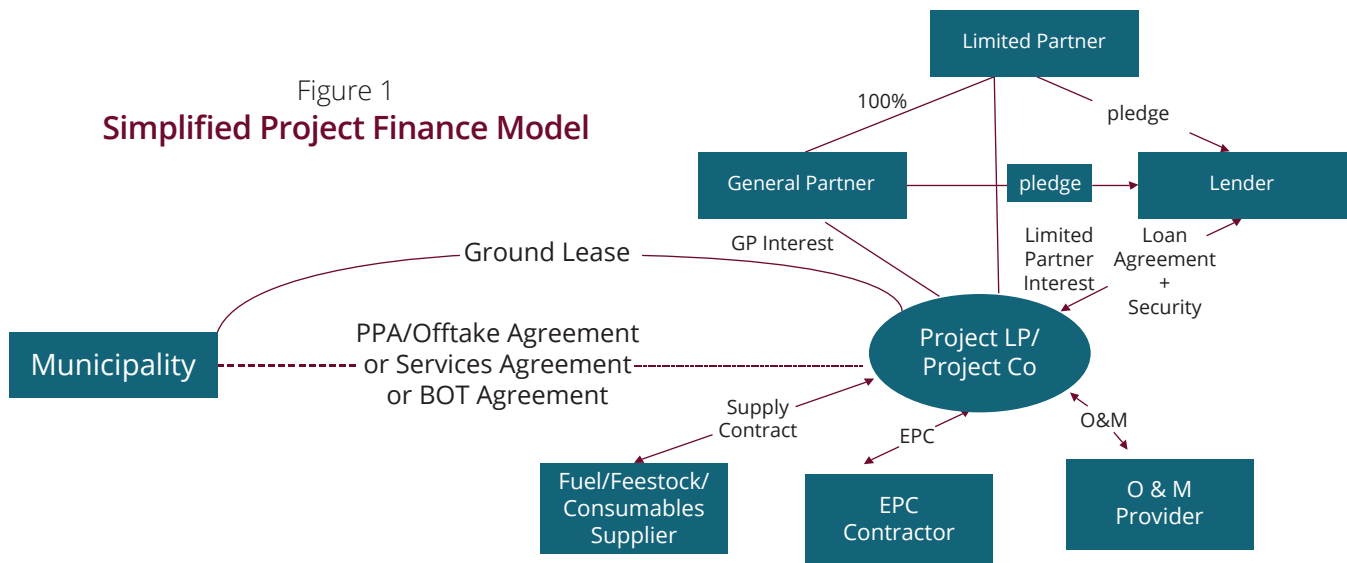 Figure 1
Simplified Project Finance Model
Limited Partner
100%
pledge
General Partner
pledge
Lender
GP Interest
Limited
Partner
Interest
Loan
Agreement
+
Security
Ground Lease
Municipality
PPA/Offtake Agreement
or Services Agreement
or BOT Agreement
Project LP/
Project Co
Supply
Contract
EPC
O&M
Fuel/Feestock/
Consumables
Supplier
EPC
Contractor
O & M
Provider